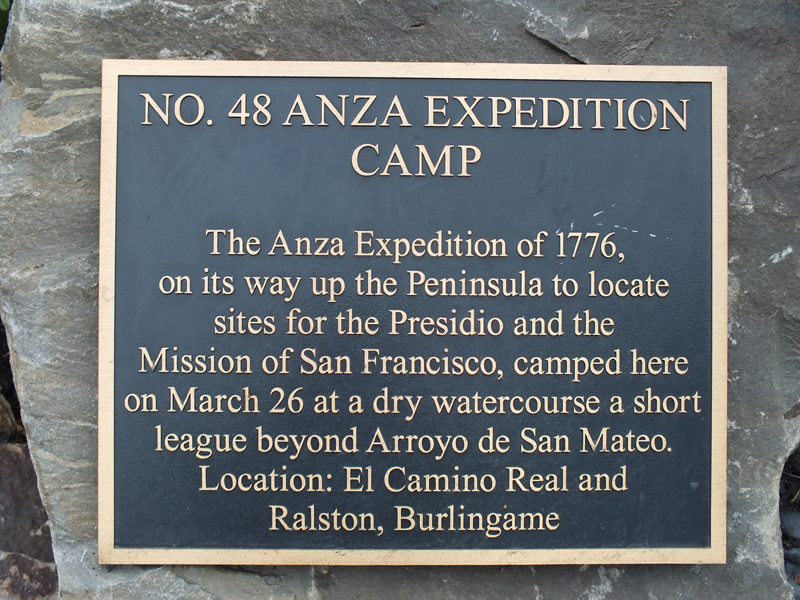 NO. 48 ANZA EXPEDITION
CAMP
The Anza Expedition of 1776,
on its way up the Peninsula to locate
sites for the Presidio and the
Mission of San Francisco, camped here
on March 26 at a dry watercourse a short
league beyond Arroyo de San Mateo.
Location: El Camino Real and
Ralston, Burlingame